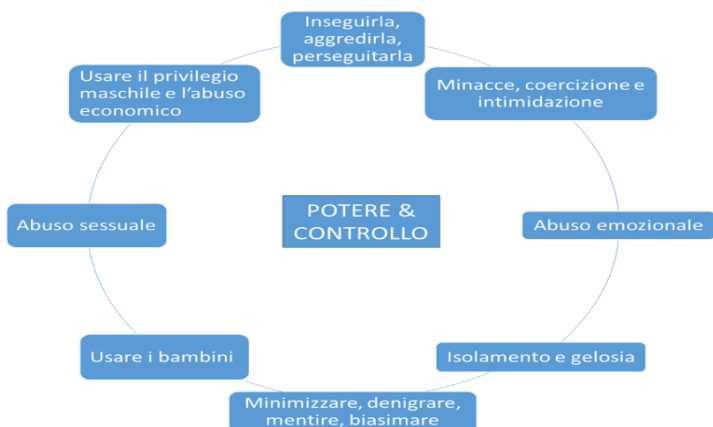 Inseguirla,
aggredirla,
perseguitarla
Minacce, coercizione e
intimidazione
Abuso emozionale
Isolamento e gelosia
Minimizzare, denigrare,
mentire, biasimare
Usare i bambini
Abuso sessuale
Usare il privilegio
maschile e l’abuso
economico
POTERE &
CONTROLLO